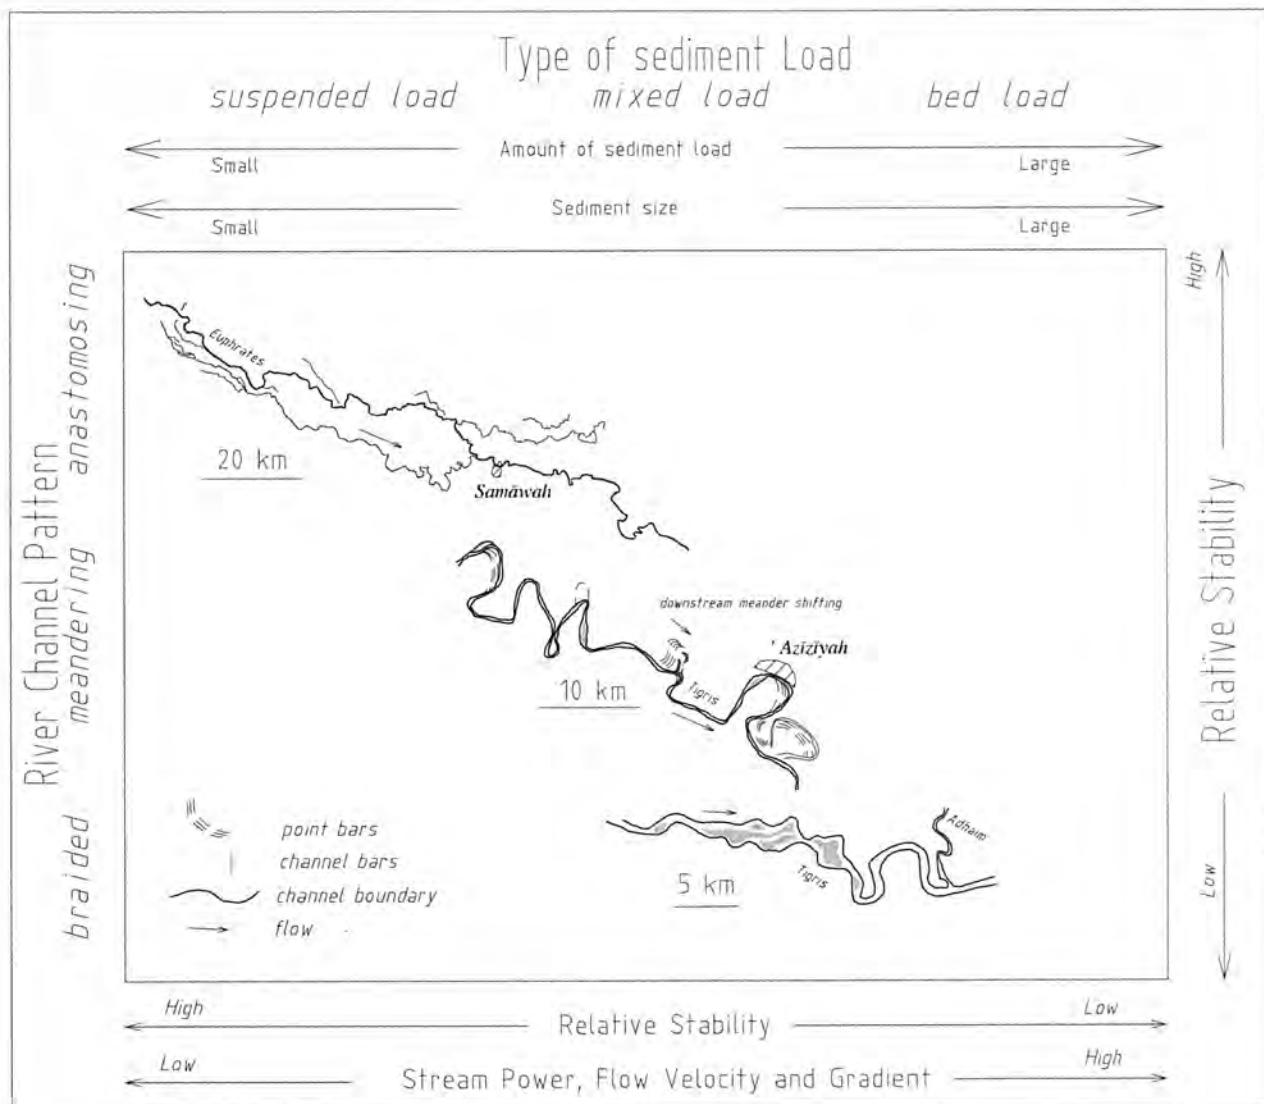 Type of sediment Load
suspended load mixed load bed load
Amount of sediment load
Small Large
Sediment size
Small Large
River Channel Pattern
anastomosing
meandering
braided
High
Relative Stability
Low
Euphrates
20 km
Samāwah
downstream meander shifting
ʿAzīzīyah
10 km
Tigris
point bars
channel bars
channel boundary
flow
Adhaim
5 km
Tigris
High Low
Relative Stability
Low High
Stream Power, Flow Velocity and Gradient